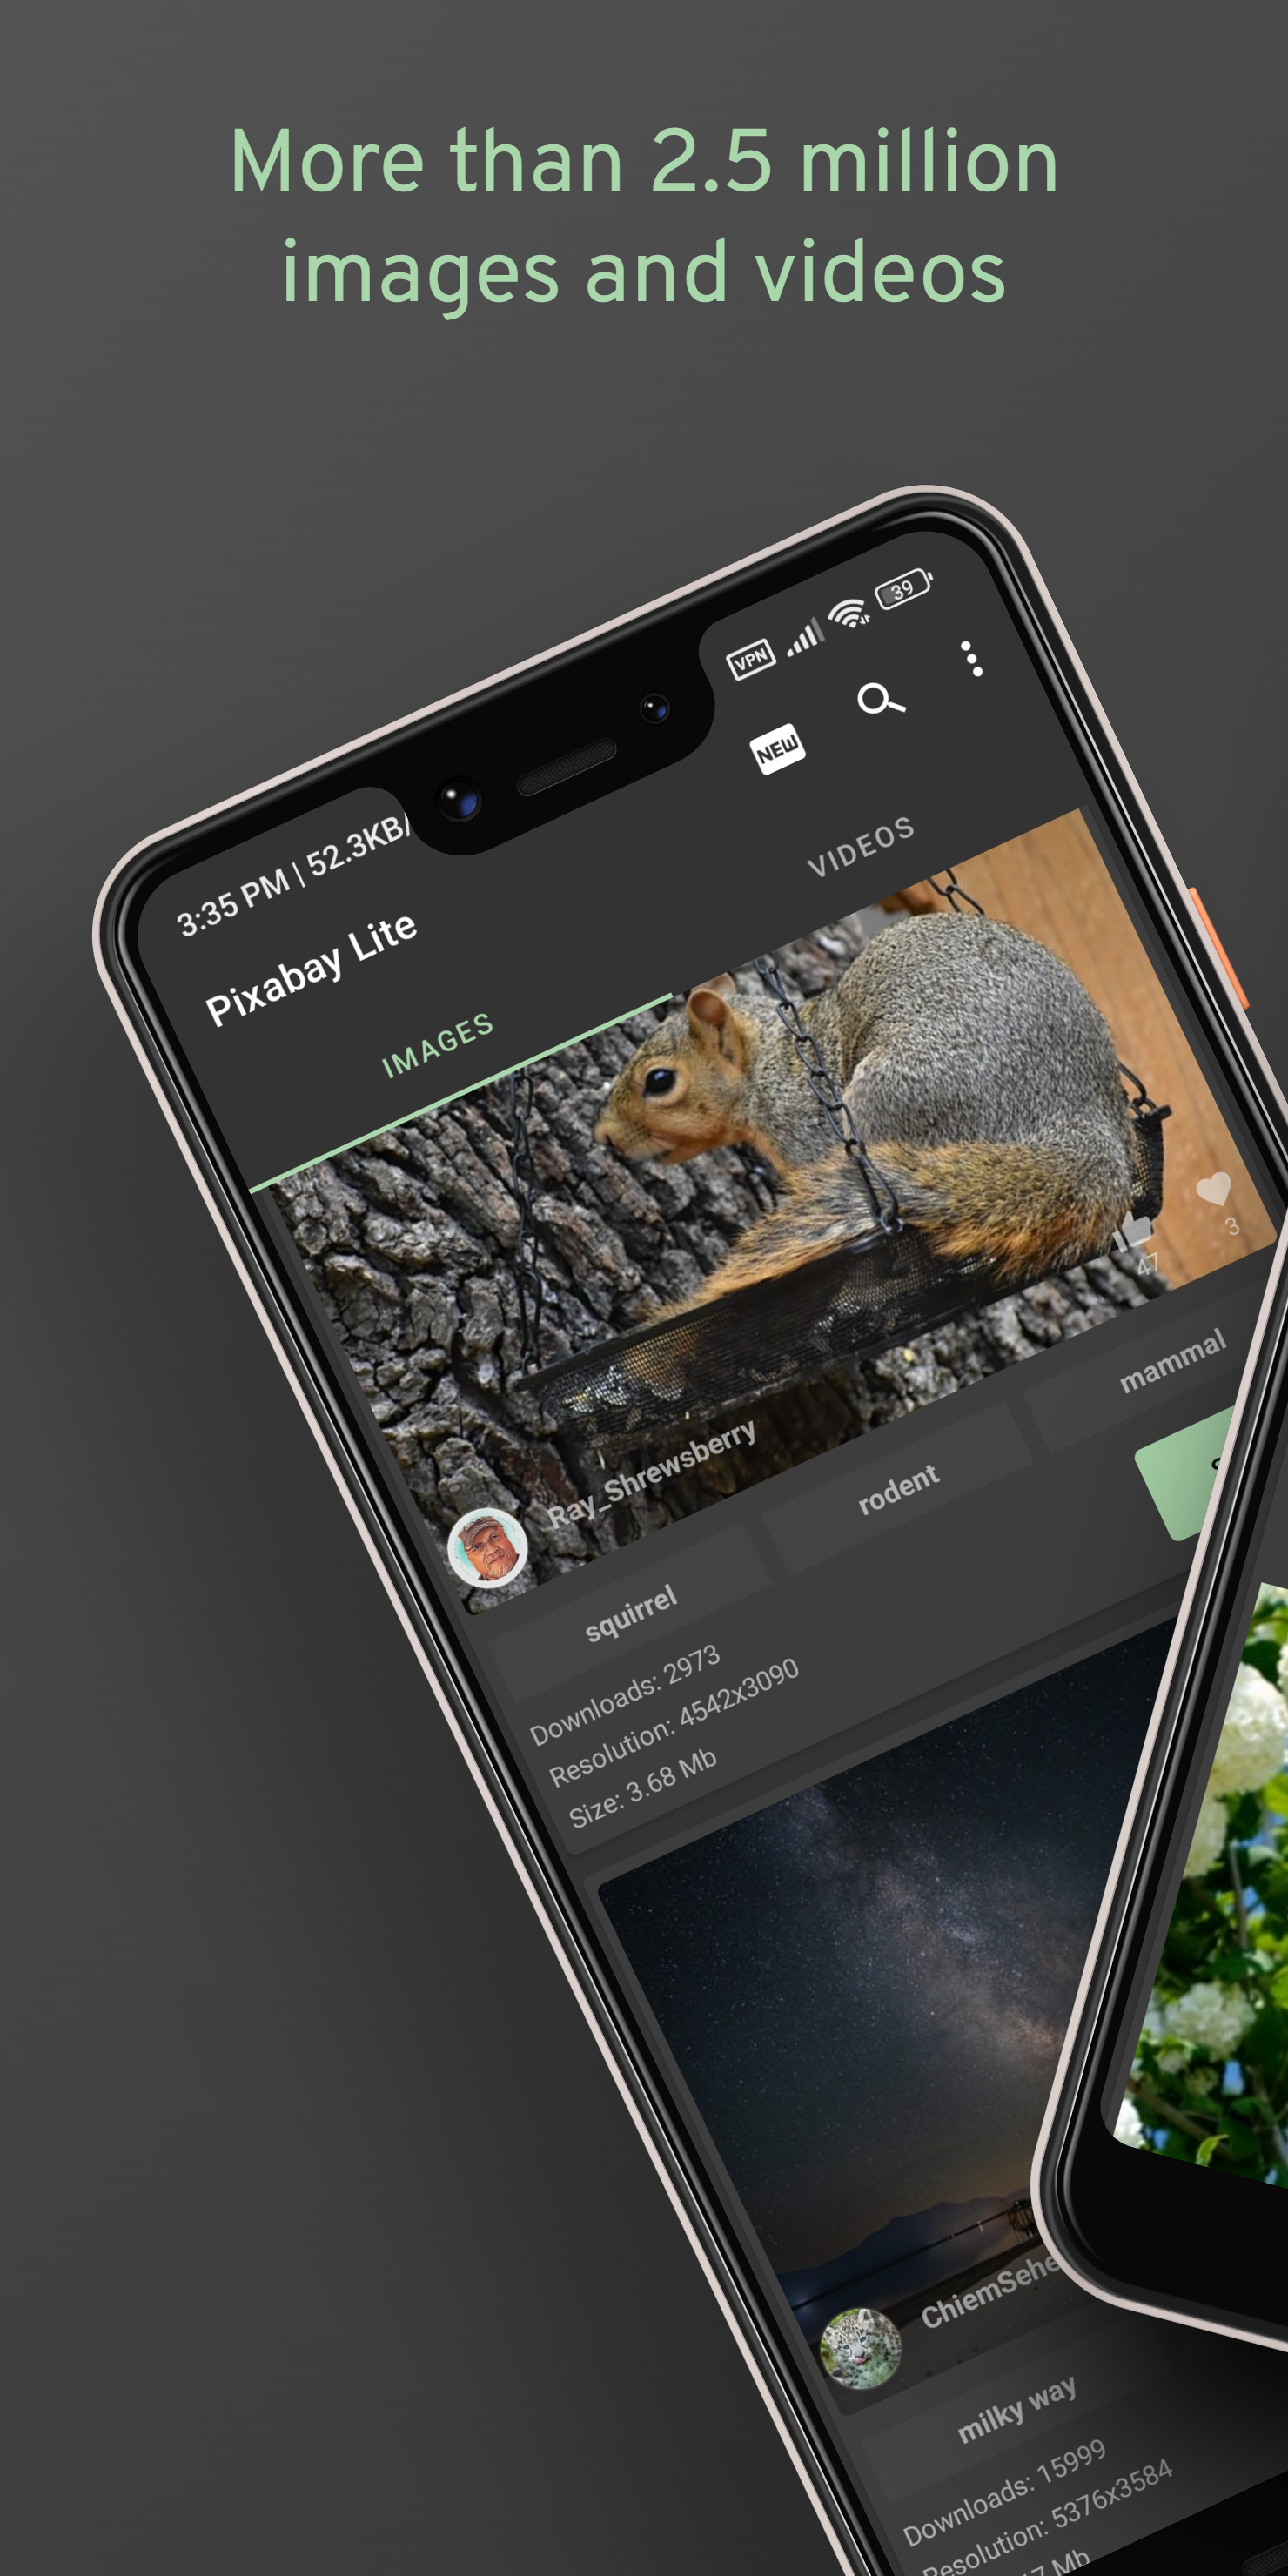 More than 2.5 million
images and videos
39
VPN
3:35 PM | 52.3KB/
NEW
Pixabay Lite
IMAGES
VIDEOS
47
3
Ray_Shrewsberry
squirrel
rodent
mammal
Downloads: 2973
Resolution: 4542x3090
Size: 3.68 Mb
ChiemSehe
milky way
Downloads: 15999
Resolution: 5376x3584
Mb